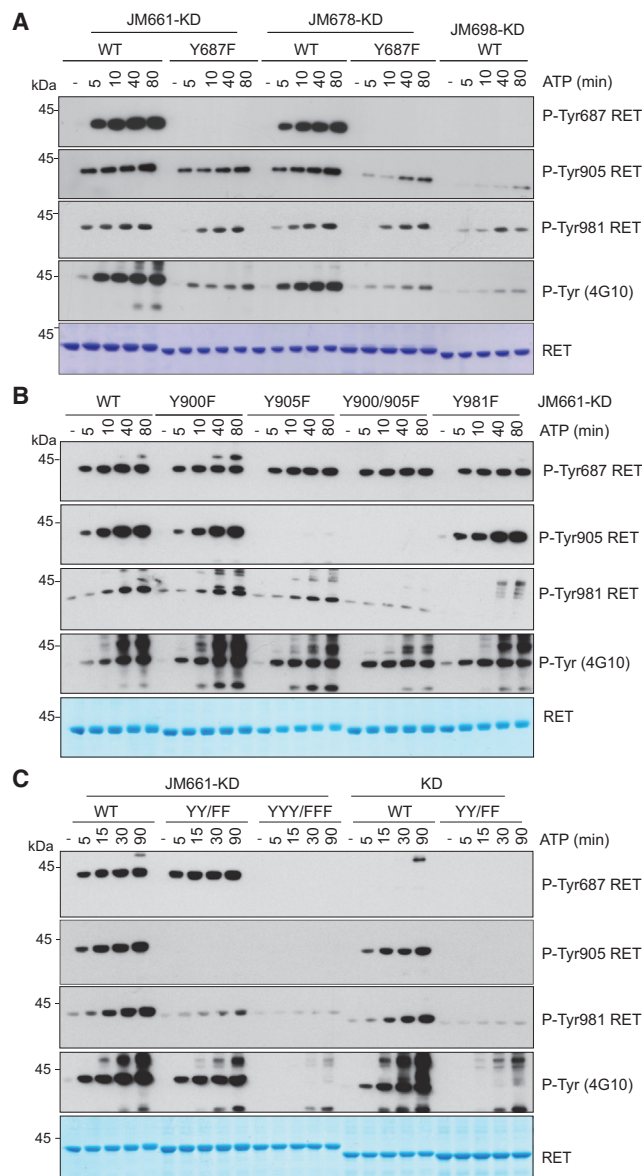 A
JM661-KD JM678-KD JM698-KD
WT Y687F WT Y687F WT
- 5 10 40 80 - 5 10 40 80 - 5 10 40 80 - 5 10 40 80 - 5 10 40 80 ATP (min)
kDa
45 P-Tyr687 RET
45 P-Tyr905 RET
45 P-Tyr981 RET
45 P-Tyr (4G10)
45 RET
B
WT Y900F Y905F Y900/905F Y981F JM661-KD
- 5 10 40 80 - 5 10 40 80 - 5 10 40 80 - 5 10 40 80 - 5 10 40 80 ATP (min)
kDa
45 P-Tyr687 RET
45 P-Tyr905 RET
45 P-Tyr981 RET
45 P-Tyr (4G10)
45 RET
C
JM661-KD KD
WT YY/FF YYY/FFF WT YY/FF
- 5 15 30 90 - 5 15 30 90 - 5 15 30 90 - 5 15 30 90 - 5 15 30 90 ATP (min)
kDa
45 P-Tyr687 RET
45 P-Tyr905 RET
45 P-Tyr981 RET
45 P-Tyr (4G10)
45 RET